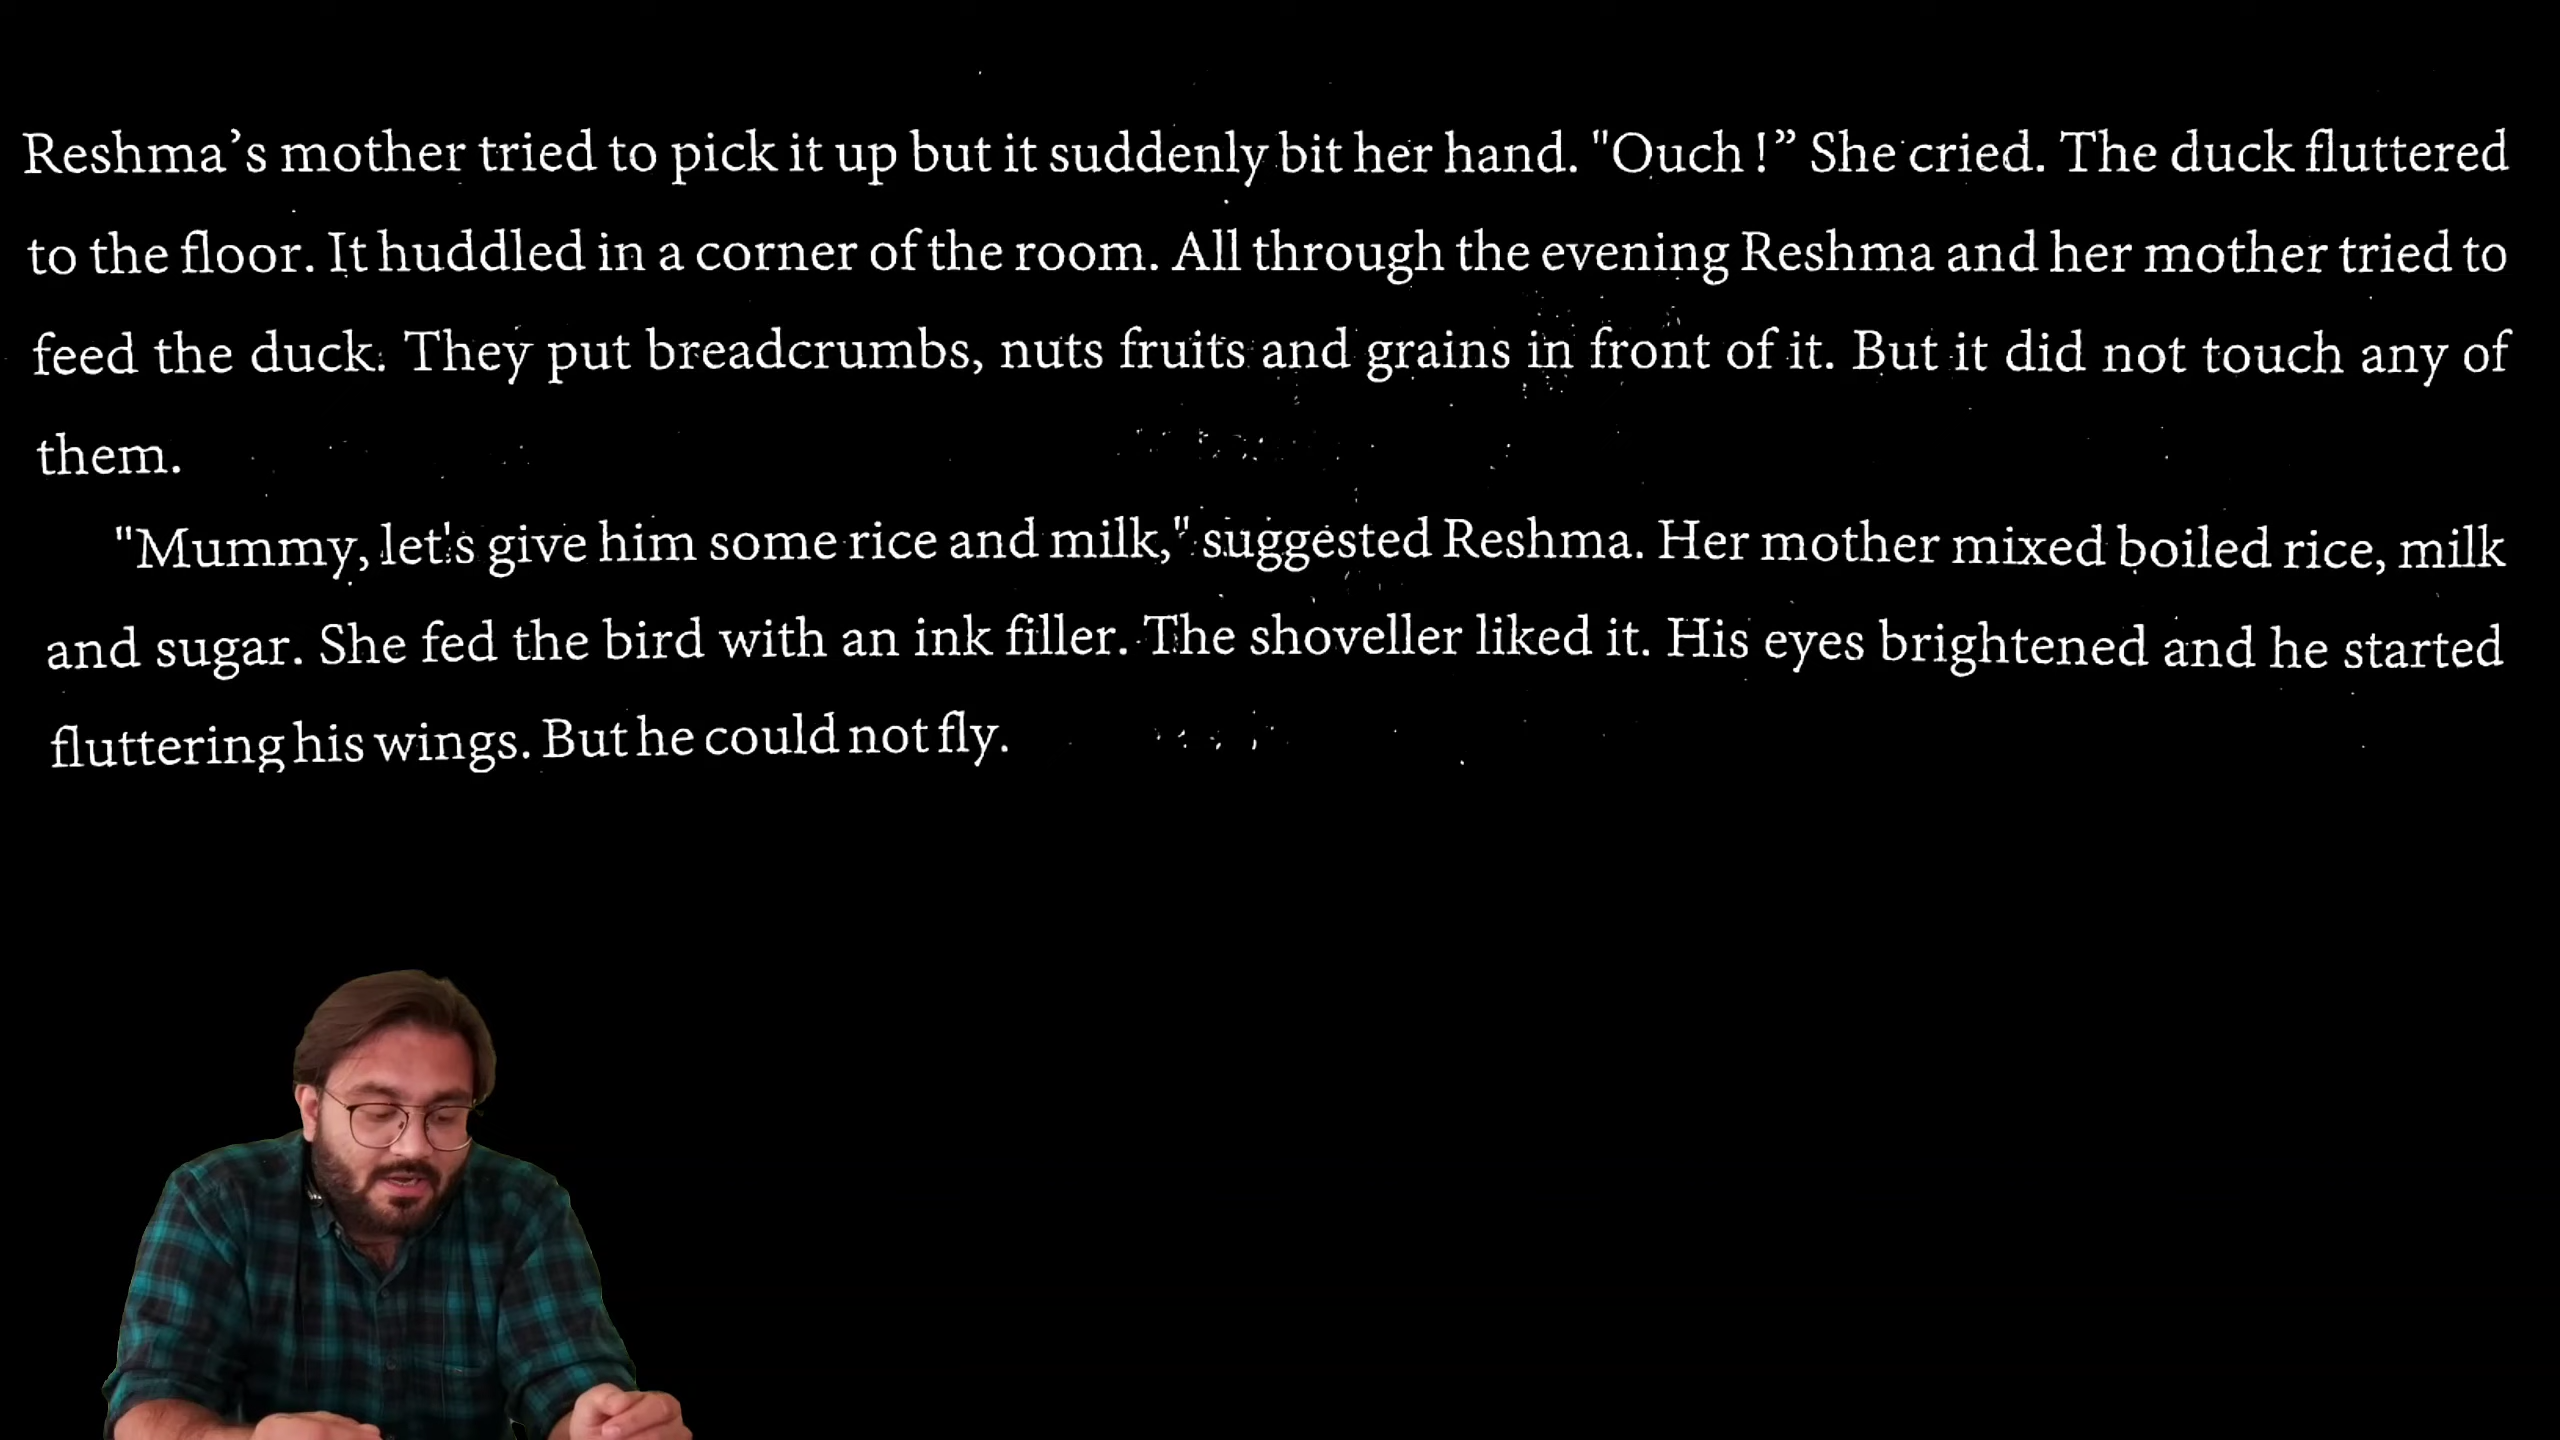 Reshma’s mother tried to pick it up but it suddenly bit her hand. "Ouch !” She cried. The duck fluttered
to the floor. It huddled in a corner of the room. All through the evening Reshma and her mother tried to
feed the duck. They put breadcrumbs, nuts fruits and grains in front of it. But it did not touch any of
them.
"Mummy, let's give him some rice and milk," suggested Reshma. Her mother mixed boiled rice, milk
and sugar. She fed the bird with an ink filler. The shoveller liked it. His eyes brightened and he started
fluttering his wings. But he could not fly.